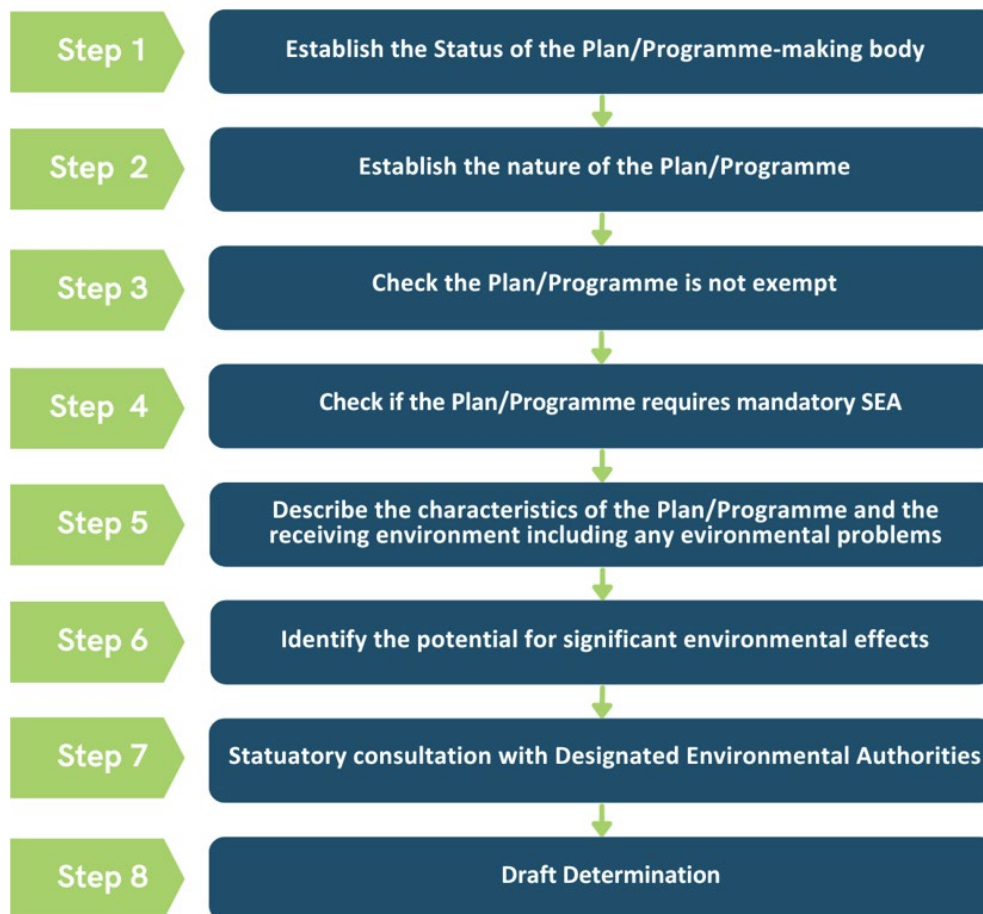 Step 1
Establish the Status of the Plan/Programme-making body
Step 2
Establish the nature of the Plan/Programme
Step 3
Check the Plan/Programme is not exempt
Step 4
Check if the Plan/Programme requires mandatory SEA
Step 5
Describe the characteristics of the Plan/Programme and the
receiving environment including any evironmental problems
Step 6
Identify the potential for significant environmental effects
Step 7
Statuatory consultation with Designated Environmental Authorities
Step 8
Draft Determination